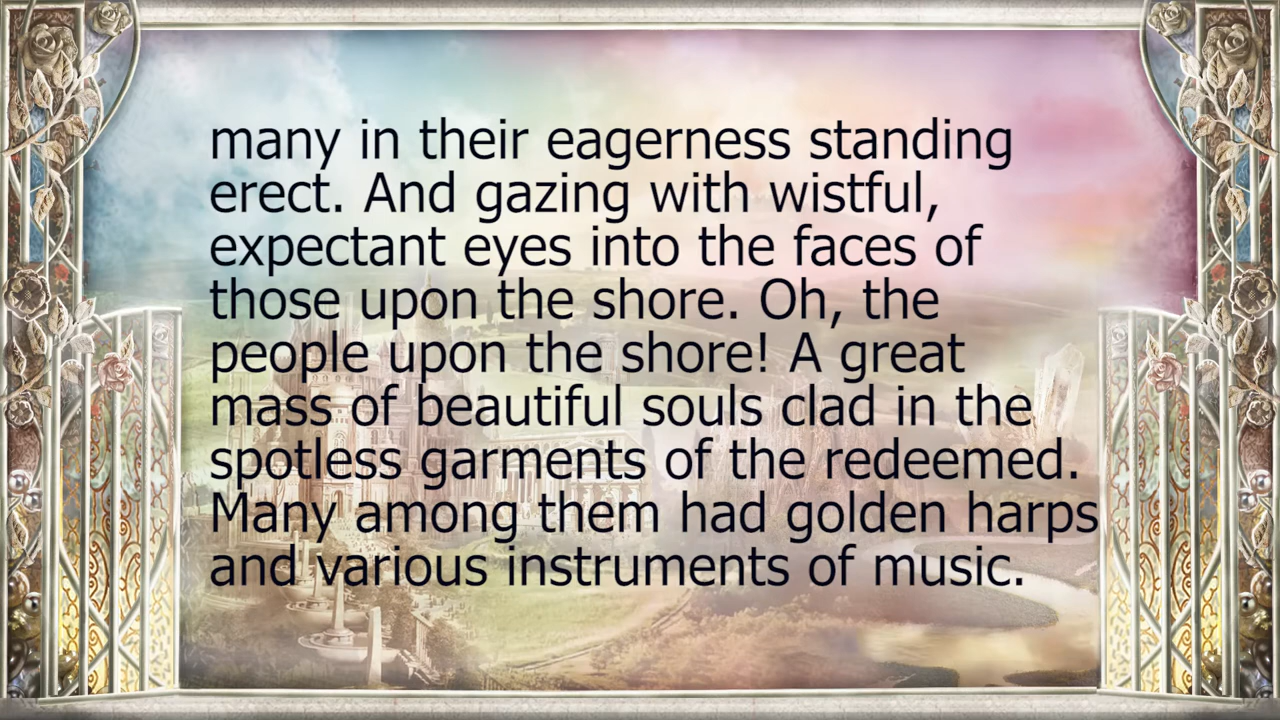 many in their eagerness standing
erect. And gazing with wistful,
expectant eyes into the faces of
those upon the shore. Oh, the
people upon the shore! A great
mass of beautiful souls clad in the
spotless garments of the redeemed.
Many among them had golden harps
and various instruments of music.